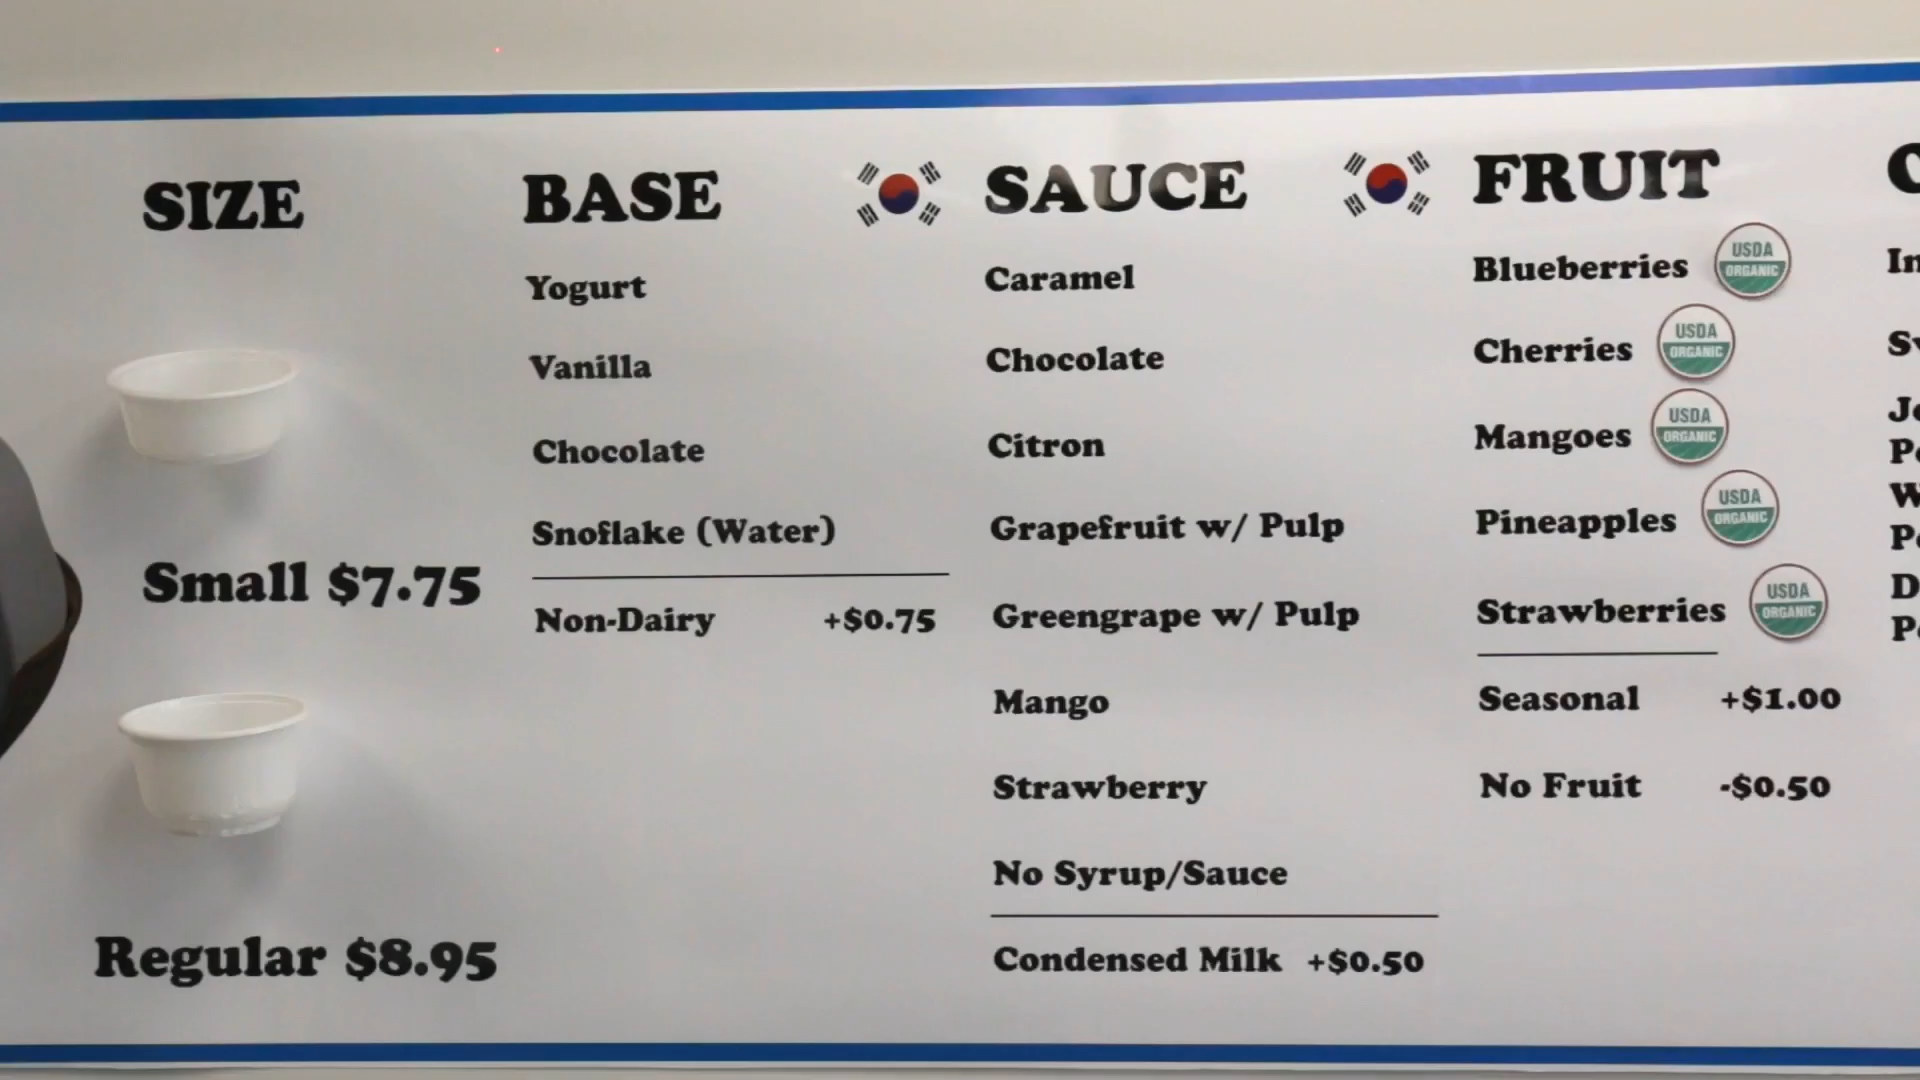 SIZE
Small $7.75
Regular $8.95
BASE
Yogurt
Vanilla
Chocolate
Snoflake (Water)
Non-Dairy +$0.75
SAUCE
Caramel
Chocolate
Citron
Grapefruit w/ Pulp
Greengrape w/ Pulp
Mango
Strawberry
No Syrup/Sauce
Condensed Milk +$0.50
FRUIT
Blueberries
USDA
ORGANIC
Cherries
USDA
ORGANIC
Mangoes
USDA
ORGANIC
Pineapples
USDA
ORGANIC
Strawberries
USDA
ORGANIC
Seasonal +$1.00
No Fruit -$0.50